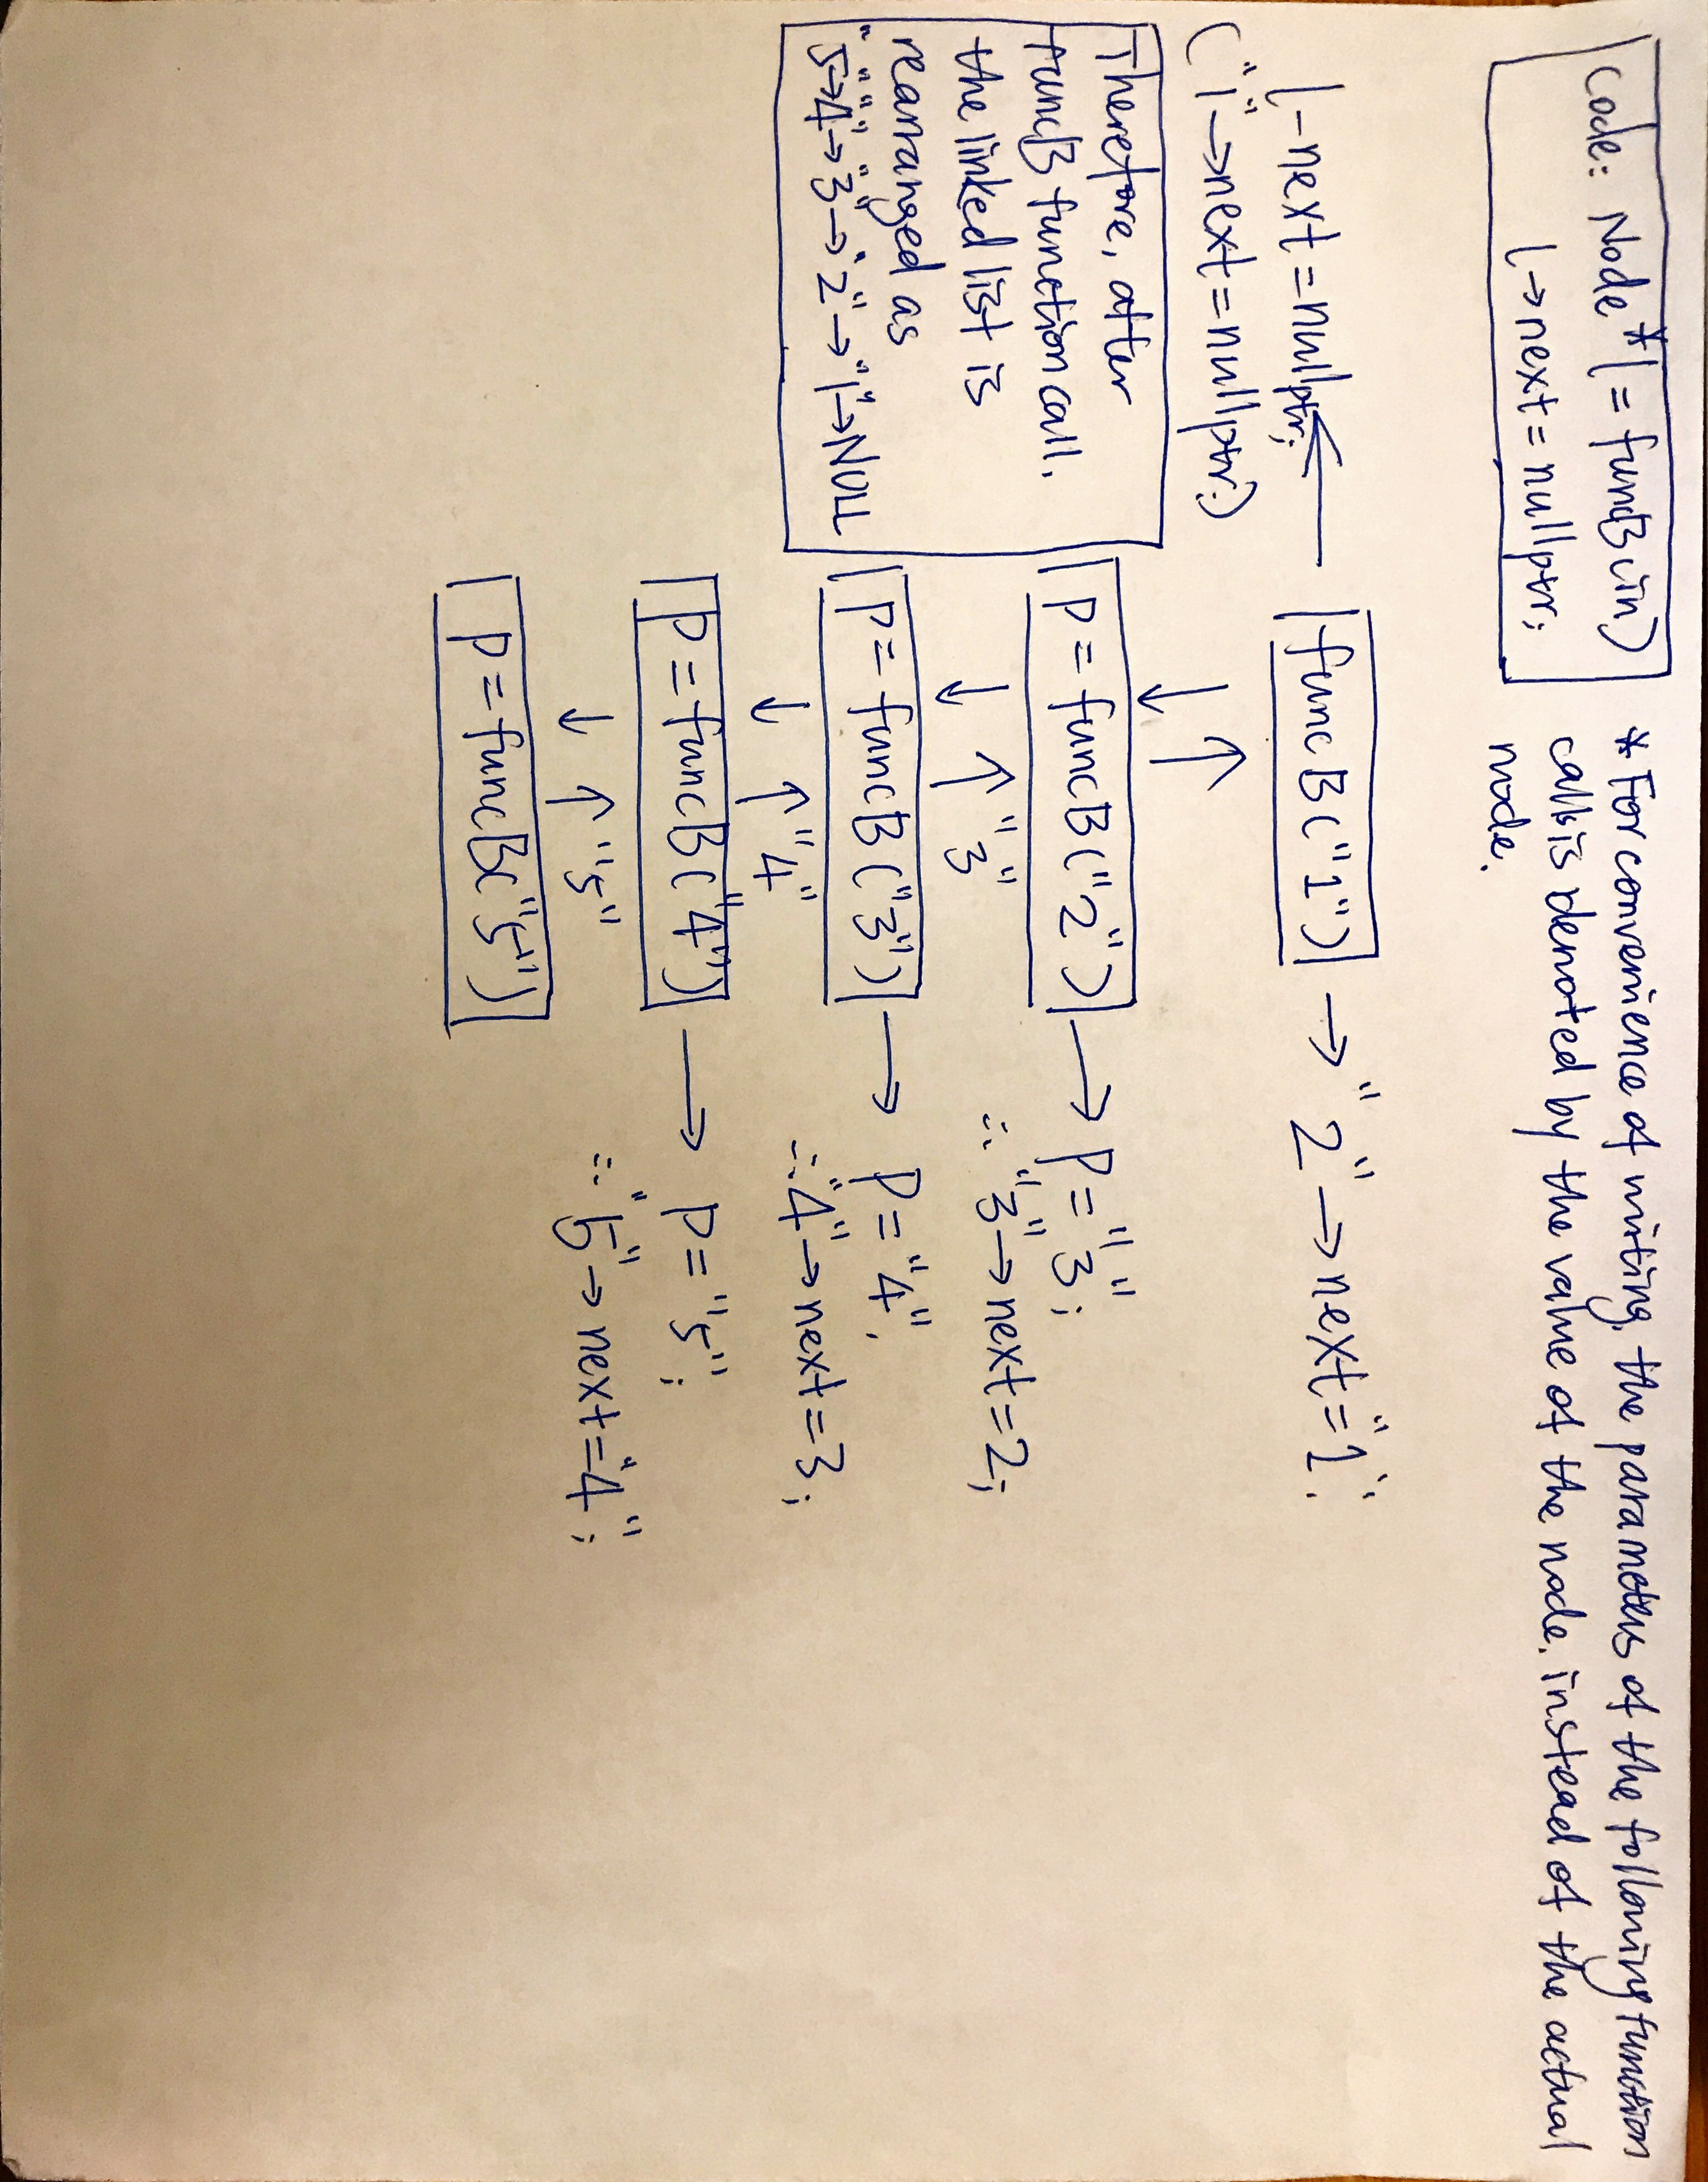 Code: Node* l = funcB(n)
l → next = nullptr;
* For convenience of writing, the parameters of the following function
calls is denoted by the value of the node, instead of the actual
node.
l-next = nullptr; ← funcB("1") → "2" → next = "1";
("1" → next = nullptr)
↓ ↑
Therefore, after
funcB function call,
the linked list is
rearranged as
"5"→"4"→"3"→"2"→"1"→NULL
P = funcB("2") → P = "3";
∴ "3" → next = 2;
↓ ↑ "3"
P = funcB("3") → P = "4";
∴ "4" → next = 3;
↓ ↑ "4"
P = funcB("4") → P = "5";
∴ "5" → next = "4";
↓ ↑ "5"
P = funcB("5")